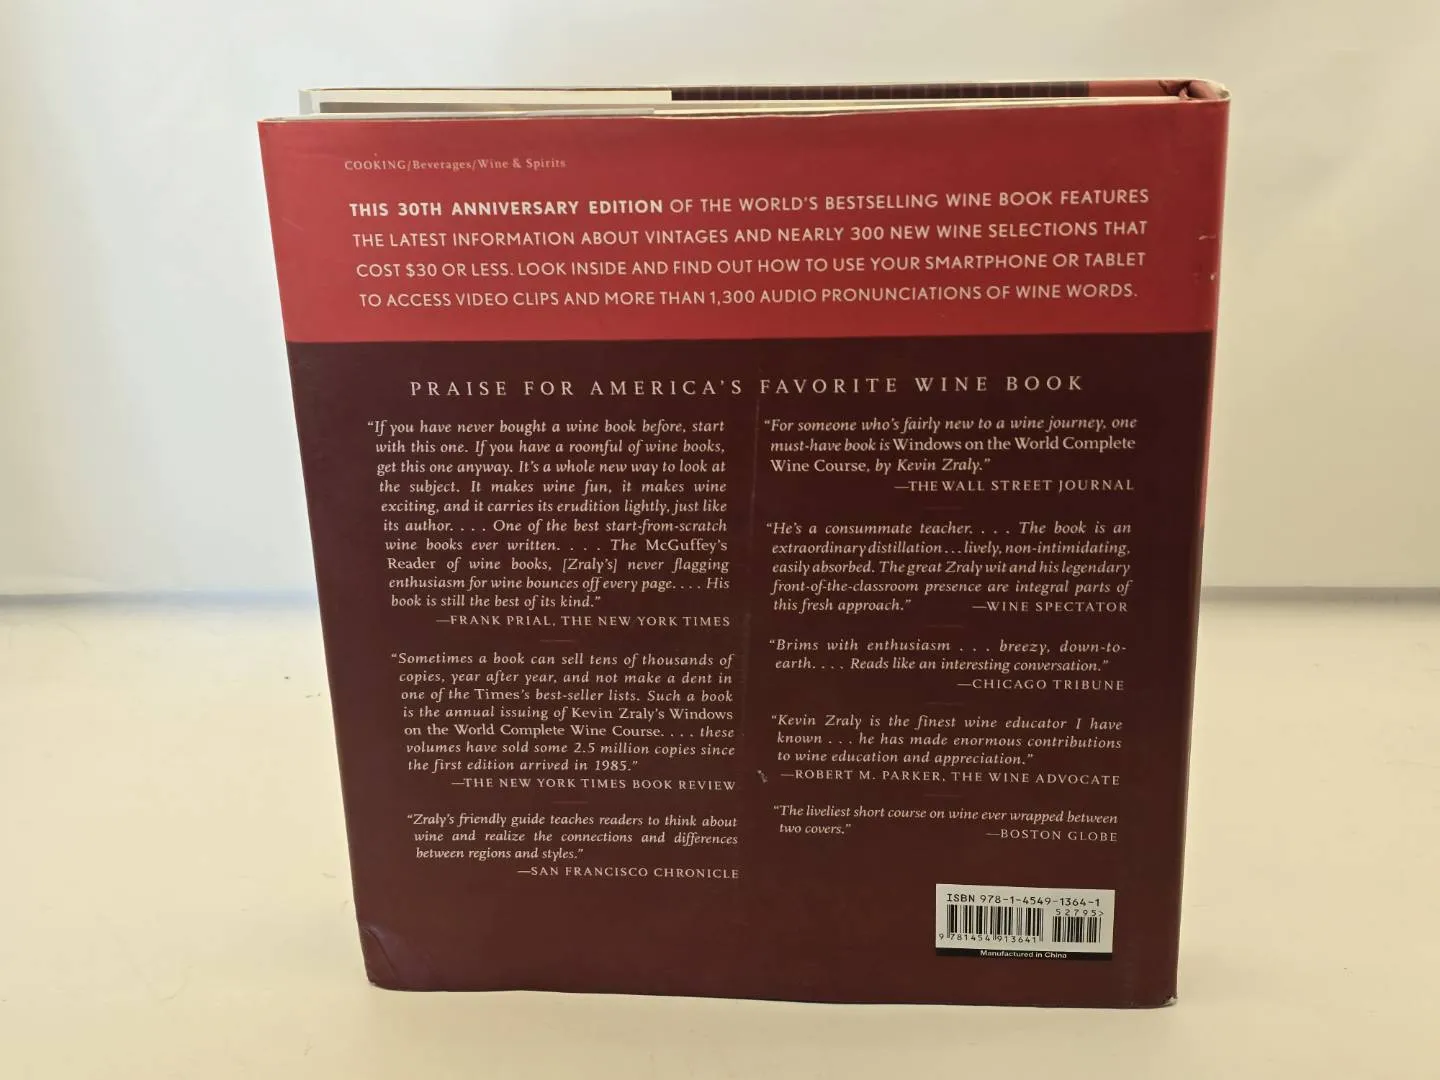 COOKING/Beverages/Wine & Spirits
THIS 30TH ANNIVERSARY EDITION OF THE WORLD'S BESTSELLING WINE BOOK FEATURES
THE LATEST INFORMATION ABOUT VINTAGES AND NEARLY 300 NEW WINE SELECTIONS THAT
COST $30 OR LESS. LOOK INSIDE AND FIND OUT HOW TO USE YOUR SMARTPHONE OR TABLET
TO ACCESS VIDEO CLIPS AND MORE THAN 1,300 AUDIO PRONUNCIATIONS OF WINE WORDS.
PRAISE FOR AMERICA'S FAVORITE WINE BOOK
"If you have never bought a wine book before, start
with this one. If you have a roomful of wine books,
get this one anyway. It's a whole new way to look at
the subject. It makes wine fun, it makes wine
exciting, and it carries its erudition lightly, just like
its author. . . . One of the best start-from-scratch
wine books ever written. . . . The McGuffey's
Reader of wine books, [Zraly's] never flagging
enthusiasm for wine bounces off every page. . . . His
book is still the best of its kind."
—FRANK PRIAL, THE NEW YORK TIMES
"Sometimes a book can sell tens of thousands of
copies, year after year, and not make a dent in
one of the Times's best-seller lists. Such a book
is the annual issuing of Kevin Zraly's Windows
on the World Complete Wine Course. . . . these
volumes have sold some 2.5 million copies since
the first edition arrived in 1985."
—THE NEW YORK TIMES BOOK REVIEW
"Zraly's friendly guide teaches readers to think about
wine and realize the connections and differences
between regions and styles."
—SAN FRANCISCO CHRONICLE
"For someone who's fairly new to a wine journey, one
must-have book is Windows on the World Complete
Wine Course, by Kevin Zraly."
—THE WALL STREET JOURNAL
"He's a consummate teacher. . . . The book is an
extraordinary distillation . . . lively, non-intimidating,
easily absorbed. The great Zraly wit and his legendary
front-of-the-classroom presence are integral parts of
this fresh approach." —WINE SPECTATOR
"Brims with enthusiasm . . . breezy, down-to-
earth. . . . Reads like an interesting conversation."
—CHICAGO TRIBUNE
"Kevin Zraly is the finest wine educator I have
known . . . he has made enormous contributions
to wine education and appreciation."
—ROBERT M. PARKER, THE WINE ADVOCATE
"The liveliest short course on wine ever wrapped between
two covers." —BOSTON GLOBE
ISBN 978-1-4549-1364-1
52795>
9 781454 913641
Manufactured in China